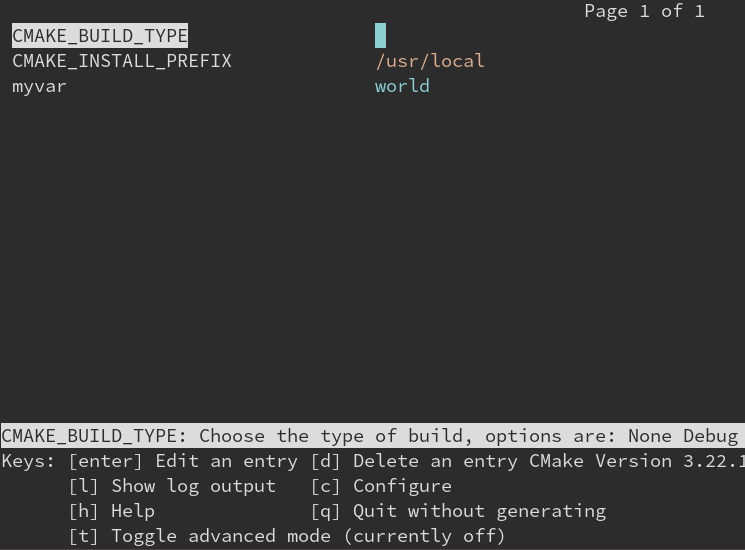 Page 1 of 1
CMAKE_BUILD_TYPE
CMAKE_INSTALL_PREFIX /usr/local
myvar world
CMAKE_BUILD_TYPE: Choose the type of build, options are: None Debug
Keys: [enter] Edit an entry [d] Delete an entry CMake Version 3.22.1
[l] Show log output [c] Configure
[h] Help [q] Quit without generating
[t] Toggle advanced mode (currently off)